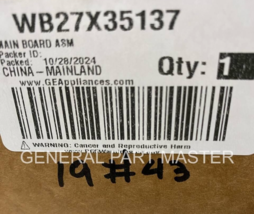 WB27X35137
MAIN BOARD ASM
Packer ID:
Packed: 10/28/2024
CHINA – MAINLAND
Qty: 1
www.GEAppliances.com
WARNING: Cancer and Reproductive Harm
GENERAL PART MASTER
19#43